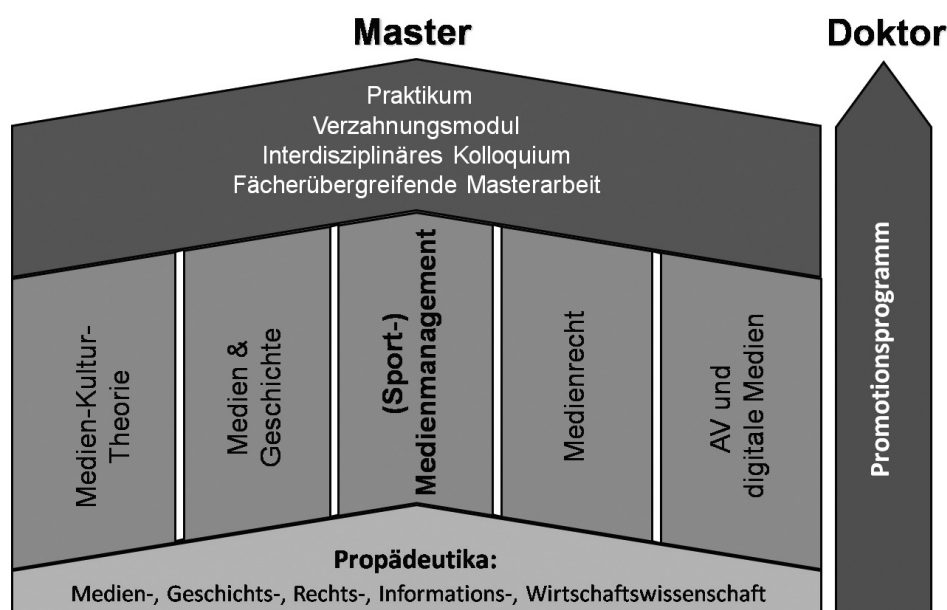 Master
Doktor
Praktikum
Verzahnungsmodul
Interdisziplinäres Kolloquium
Fächerübergreifende Masterarbeit
Medien-Kultur-
Theorie
Medien &
Geschichte
(Sport-)
Medienmanagement
Medienrecht
AV und
digitale Medien
Promotionsprogramm
Propädeutika:
Medien-, Geschichts-, Rechts-, Informations-, Wirtschaftswissenschaft